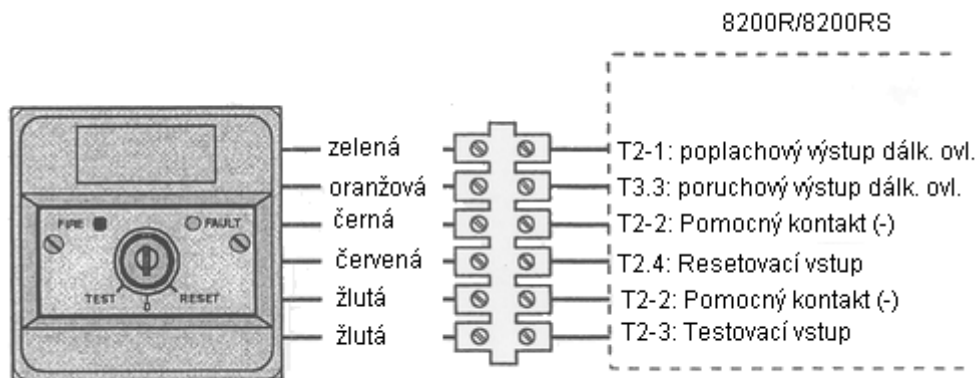 8200R/8200RS
zelená T2-1: poplachový výstup dálk. ovl.
oranžová T3.3: poruchový výstup dálk. ovl.
černá T2-2: Pomocný kontakt (-)
červená T2.4: Resetovací vstup
žlutá T2-2: Pomocný kontakt (-)
žlutá T2-3: Testovací vstup
FIRE FAULT
TEST 0 RESET